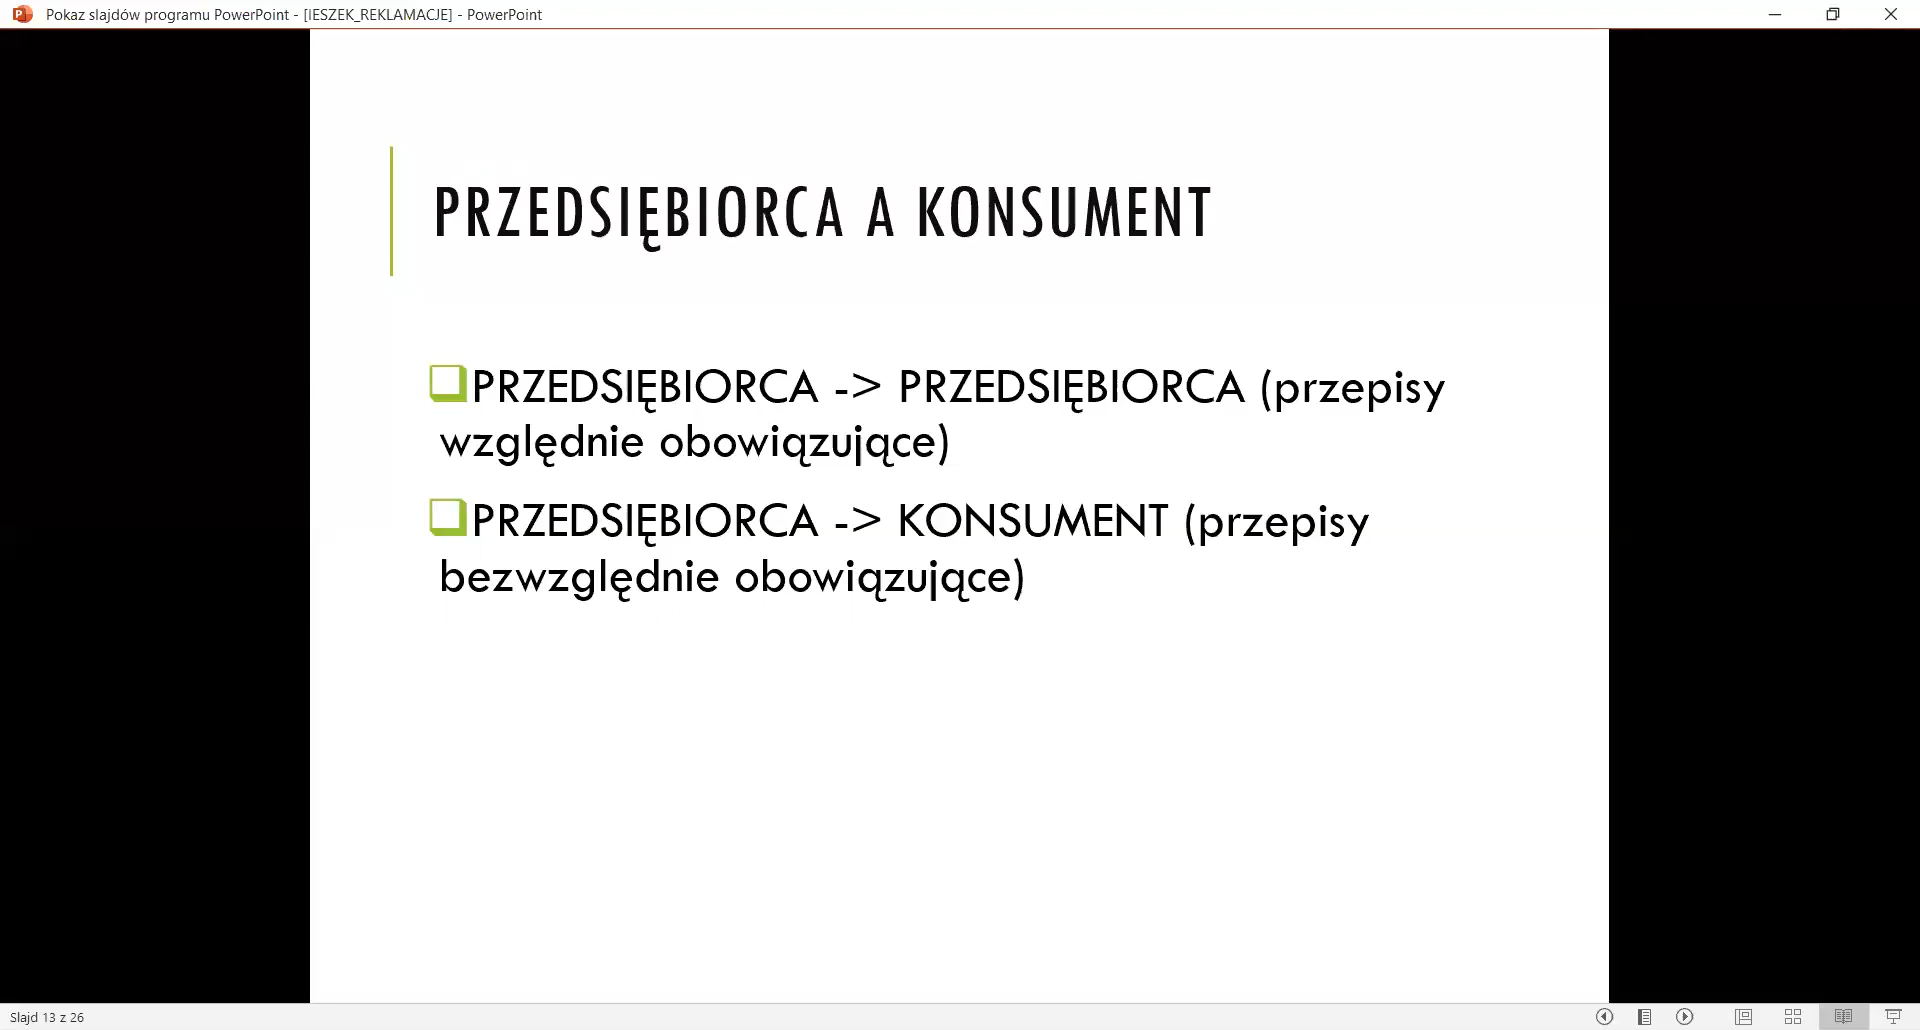 Pokaz slajdów programu PowerPoint - [IESZEK_REKLAMACJE] - PowerPoint
PRZEDSIĘBIORCA A KONSUMENT
PRZEDSIĘBIORCA -> PRZEDSIĘBIORCA (przepisy
względnie obowiązujące)
PRZEDSIĘBIORCA -> KONSUMENT (przepisy
bezwzględnie obowiązujące)
Slajd 13 z 26